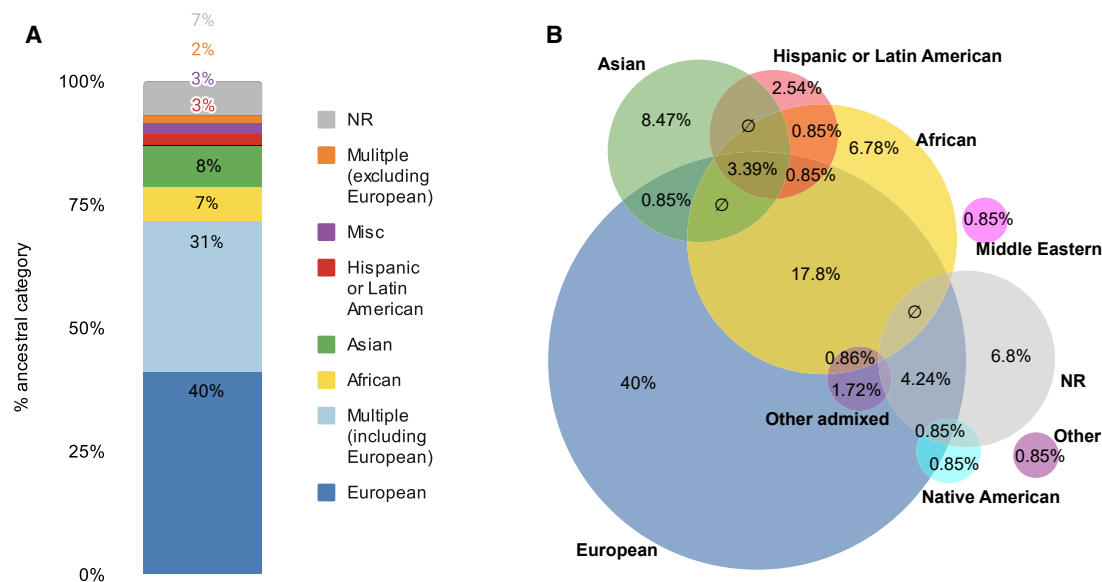 A
7%
2%
3%
3%
8%
7%
31%
40%
100%
75%
50%
25%
0%
% ancestral category
NR
Mulitple
(excluding
European)
Misc
Hispanic
or Latin
American
Asian
African
Multiple
(including
European)
European
B
Asian
Hispanic or Latin American
2.54%
8.47%
∅
0.85%
6.78%
African
3.39%
0.85%
0.85%
∅
0.85%
Middle Eastern
17.8%
∅
0.86%
6.8%
40%
1.72%
4.24%
NR
Other admixed
0.85%
Other
0.85%
0.85%
Native American
European